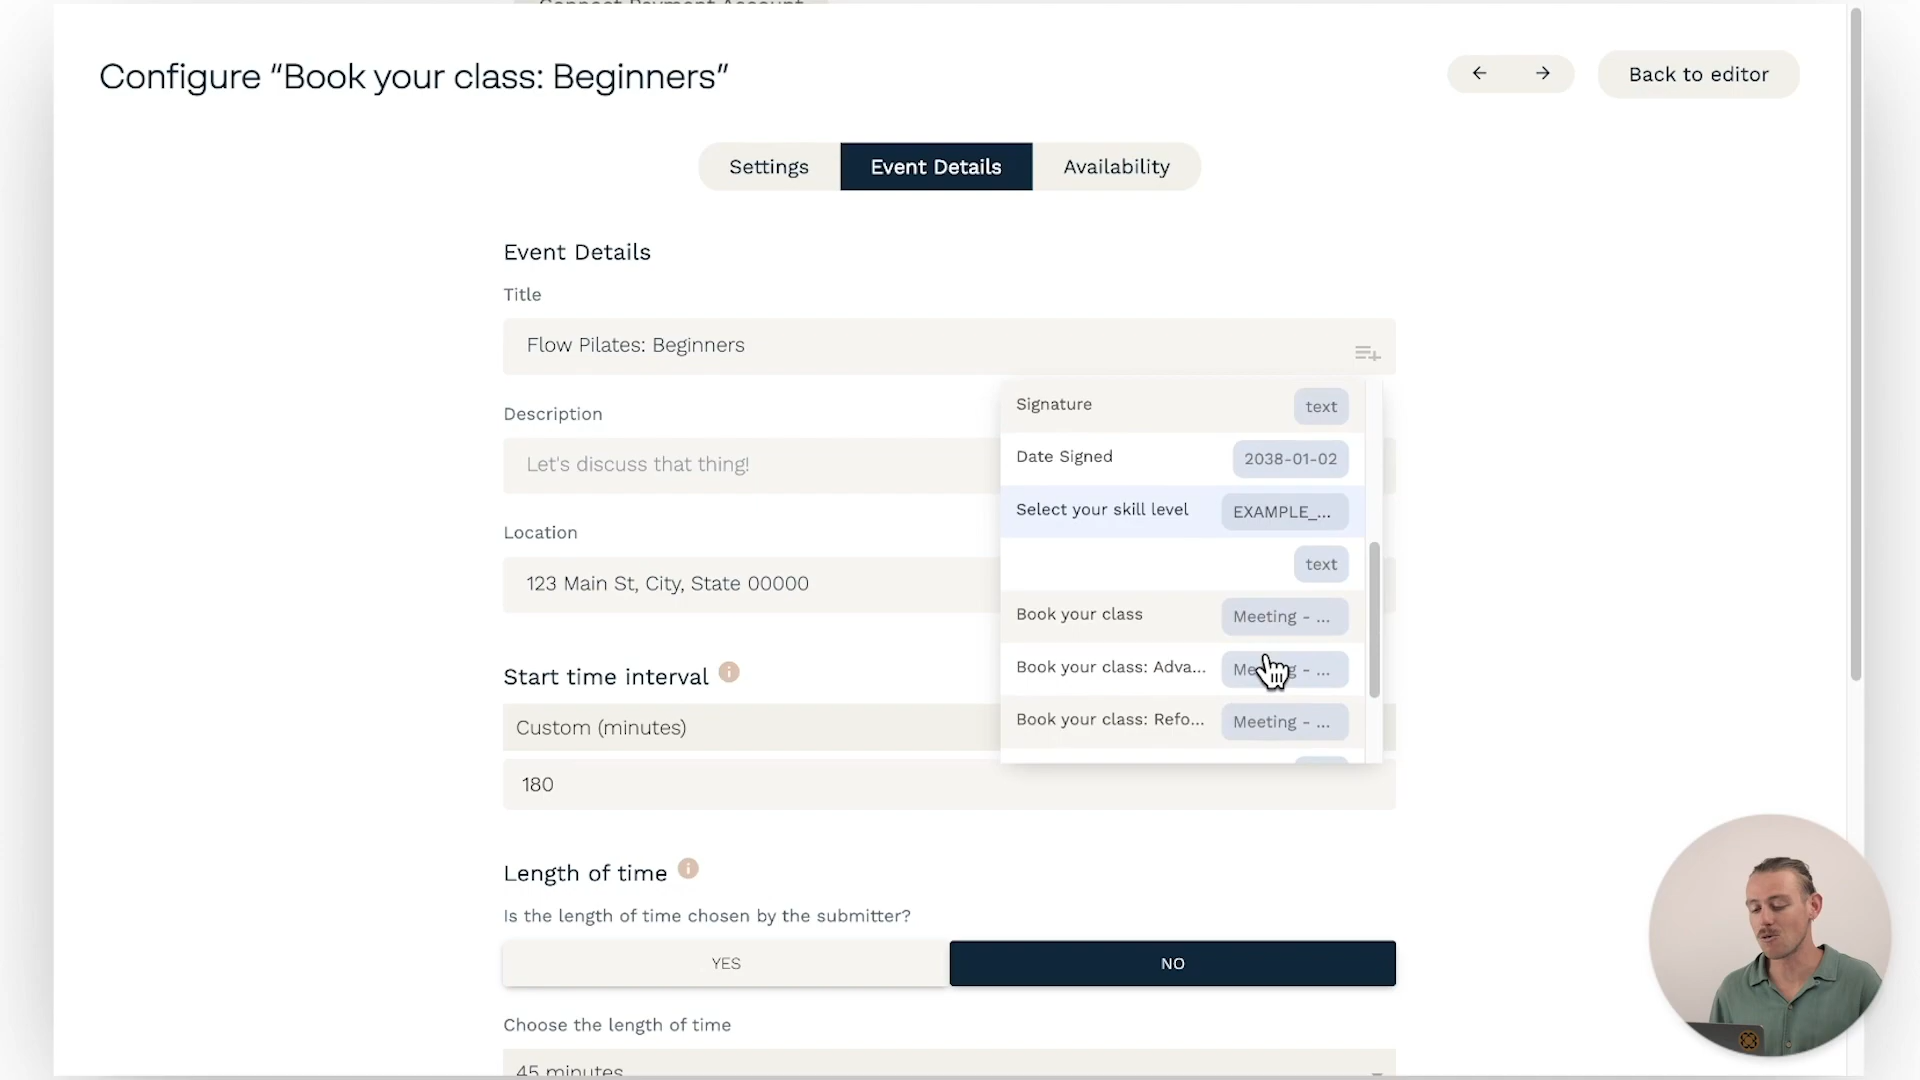 Connect Payment Account
Configure “Book your class: Beginners”
← → Back to editor
Settings Event Details Availability
Event Details
Title
Flow Pilates: Beginners
Signature text
Description
Date Signed 2038-01-02
Let's discuss that thing!
Select your skill level EXAMPLE_...
Location
text
123 Main St, City, State 00000
Book your class Meeting - ...
Book your class: Adva... - ...
Start time interval
Book your class: Refo... Meeting - ...
Custom (minutes)
180
Length of time
Is the length of time chosen by the submitter?
YES NO
Choose the length of time
45 minutes